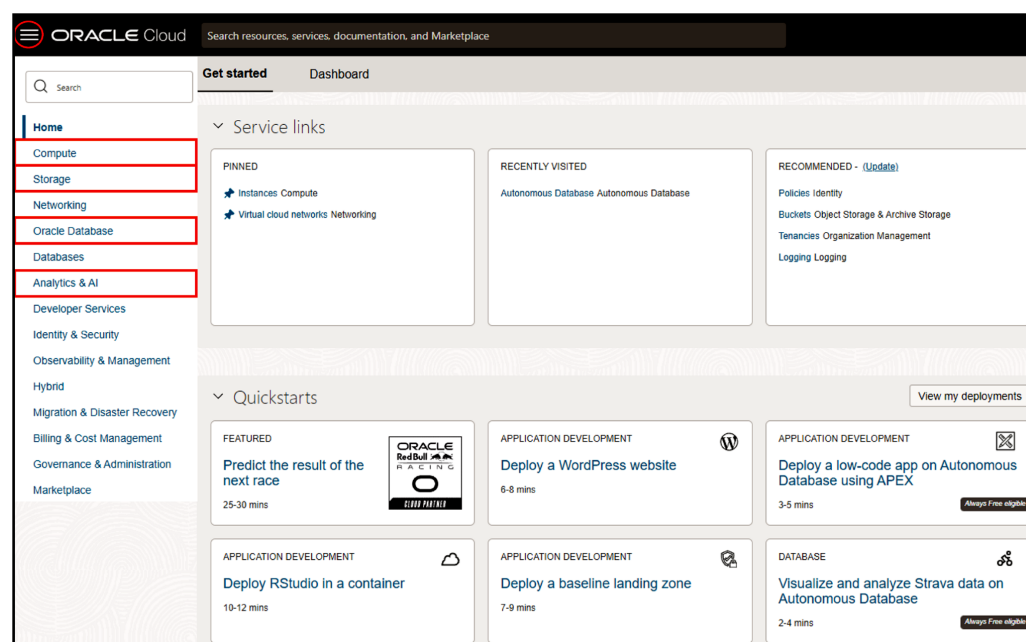 ORACLE Cloud
Search resources, services, documentation, and Marketplace
Search
Home
Compute
Storage
Networking
Oracle Database
Databases
Analytics & AI
Developer Services
Identity & Security
Observability & Management
Hybrid
Migration & Disaster Recovery
Billing & Cost Management
Governance & Administration
Marketplace
Get started
Dashboard
Service links
PINNED
Instances Compute
Virtual cloud networks Networking
RECENTLY VISITED
Autonomous Database Autonomous Database
RECOMMENDED - (Update)
Policies Identity
Buckets Object Storage & Archive Storage
Tenancies Organization Management
Logging Logging
Quickstarts
View my deployments
FEATURED
Predict the result of the
next race
25-30 mins
ORACLE
Red Bull
RACING
CLOUD PARTNER
APPLICATION DEVELOPMENT
Deploy a WordPress website
6-8 mins
APPLICATION DEVELOPMENT
Deploy a low-code app on Autonomous
Database using APEX
3-5 mins
Always Free eligible
APPLICATION DEVELOPMENT
Deploy RStudio in a container
10-12 mins
APPLICATION DEVELOPMENT
Deploy a baseline landing zone
7-9 mins
DATABASE
Visualize and analyze Strava data on
Autonomous Database
2-4 mins
Always Free eligible